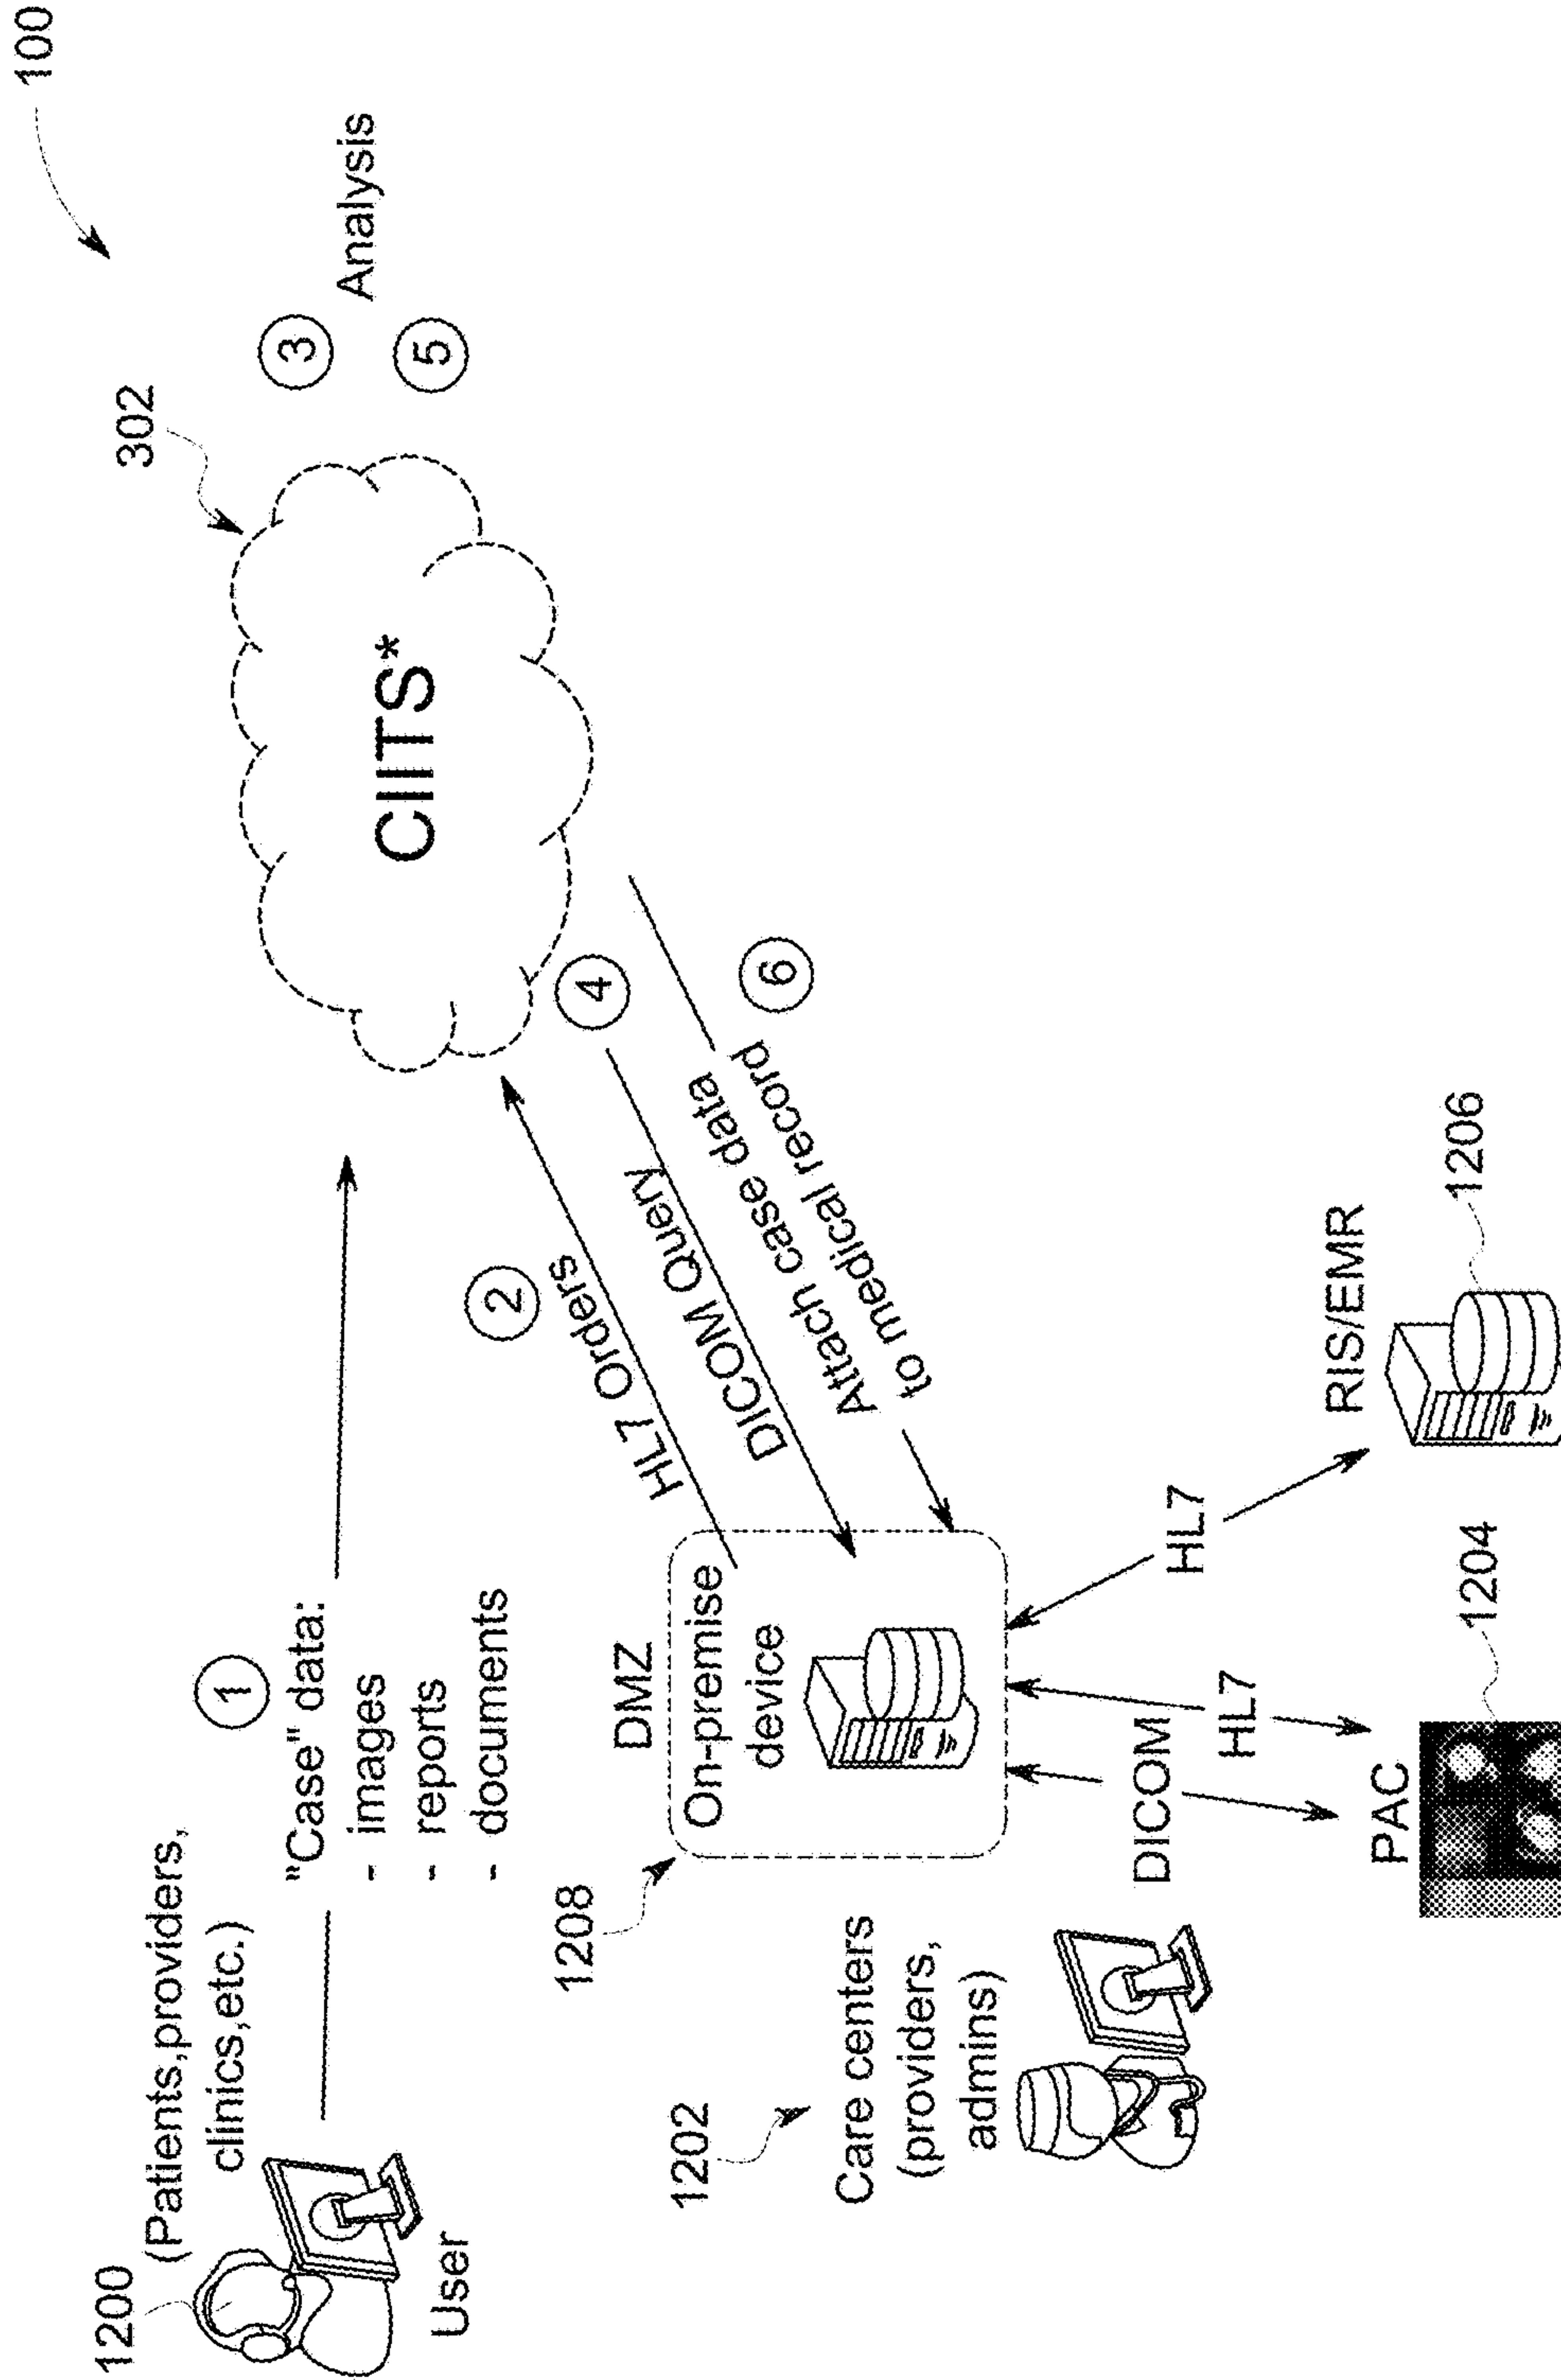 100
1200
(Patients,providers,
clinics,etc.)
User
1
"Case" data:
- images
- reports
- documents
302
CIITS*
3
5
Analysis
2
HL7 Orders
4
DICOM Query
6
Attach case data
to medical record
1208
DMZ
On-premise
device
1202
Care centers
(providers,
admins)
DICOM
HL7
HL7
PAC
1204
RIS/EMR
1206